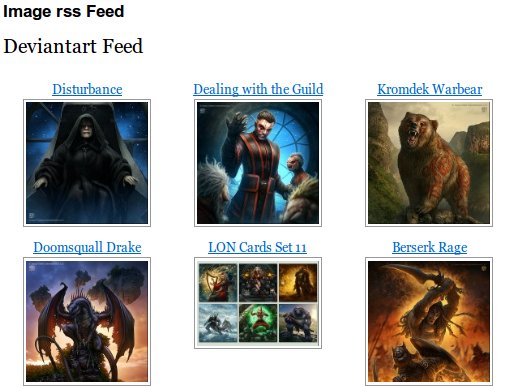 Image rss Feed
Deviantart Feed
Disturbance
Dealing with the Guild
Kromdek Warbear
Doomsquall Drake
LON Cards Set 11
Berserk Rage